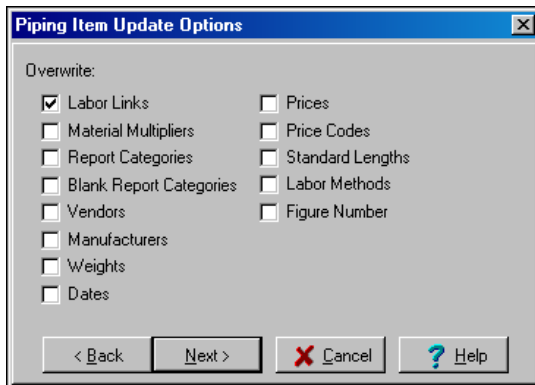 Piping Item Update Options
Overwrite:
Labor Links
Material Multipliers
Report Categories
Blank Report Categories
Vendors
Manufacturers
Weights
Dates
Prices
Price Codes
Standard Lengths
Labor Methods
Figure Number
< Back Next > Cancel Help